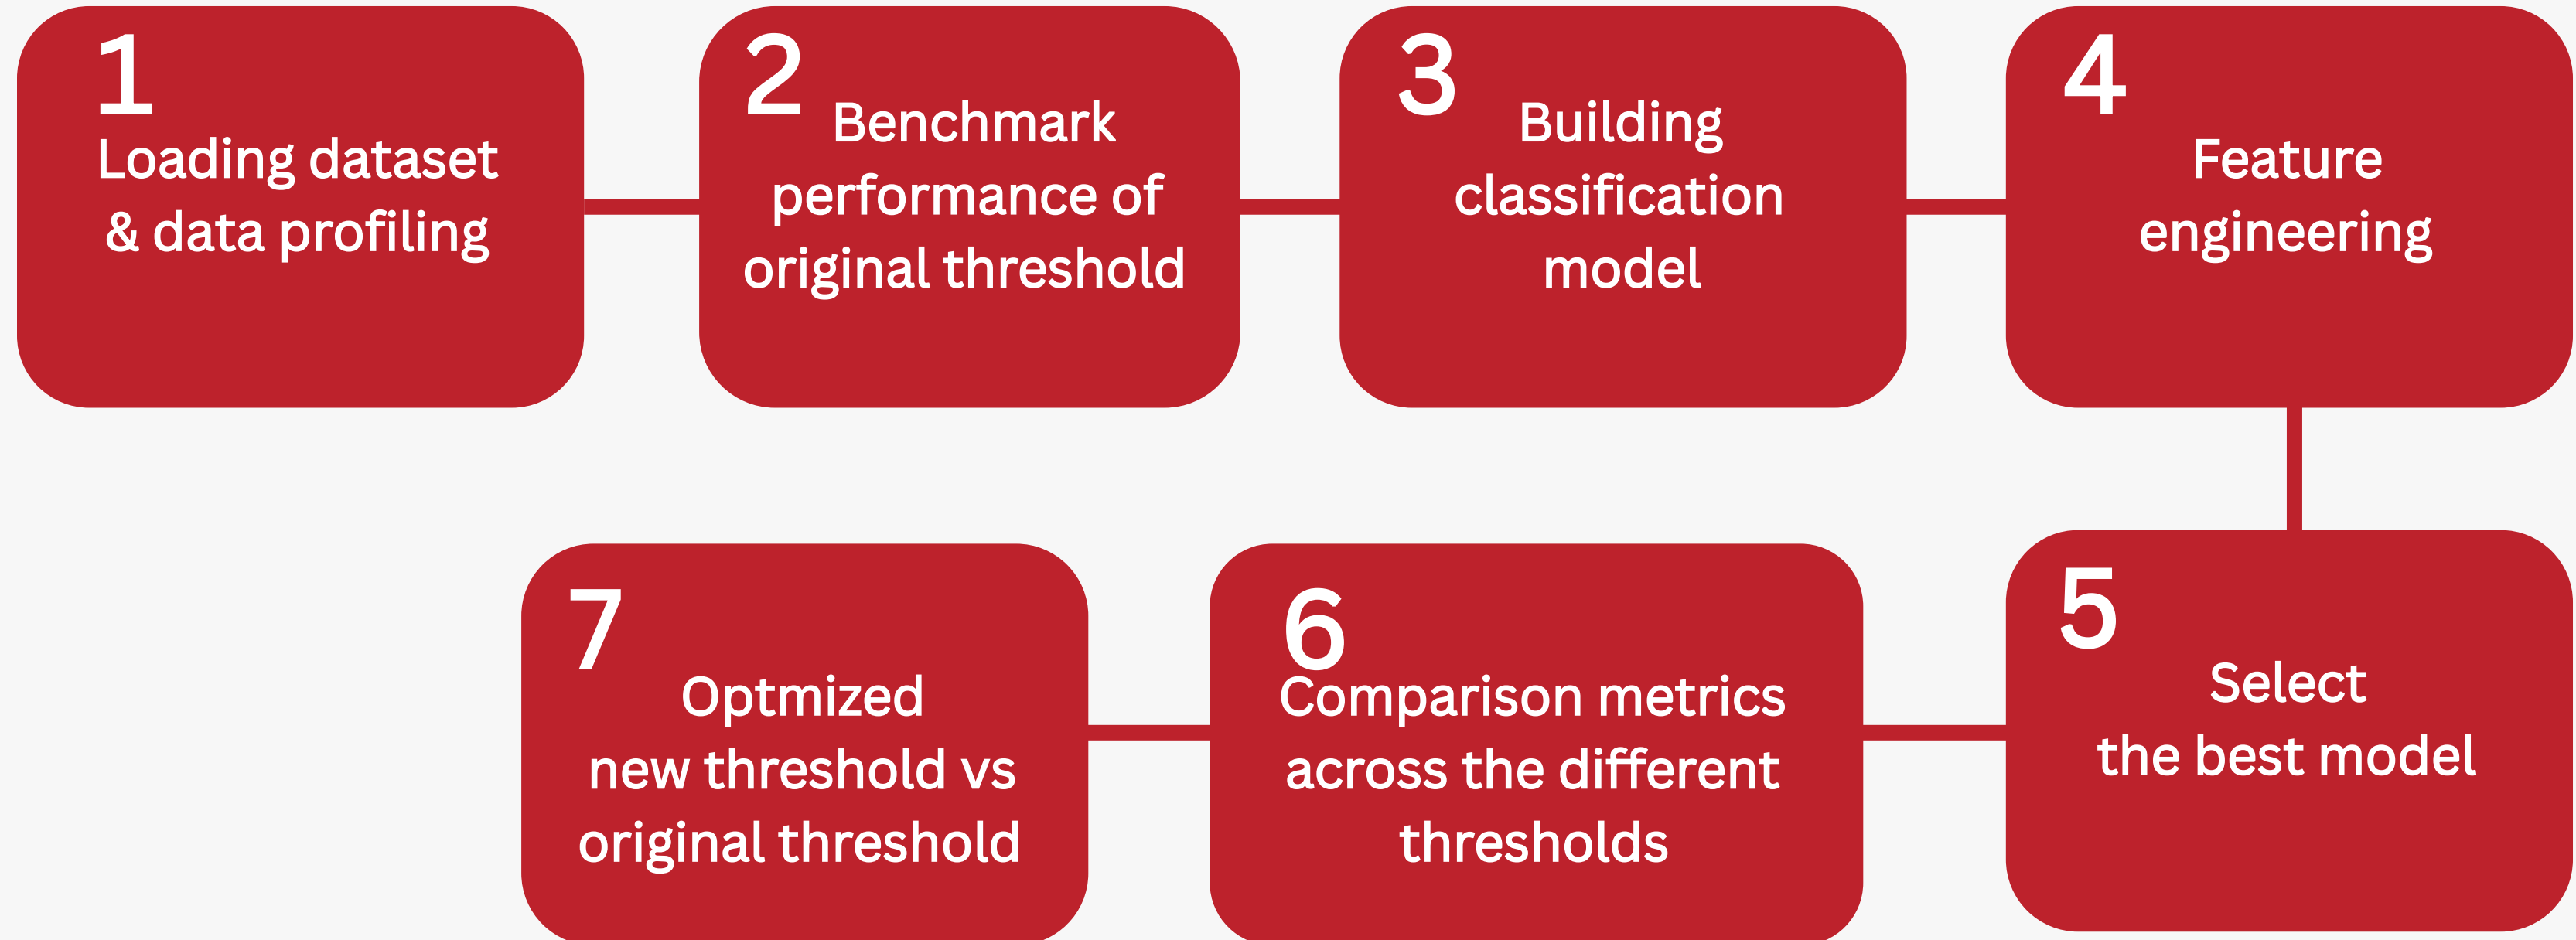 1
Loading dataset
& data profiling
2
Benchmark
performance of
original threshold
3
Building
classification
model
4
Feature
engineering
5
Select
the best model
6
Comparison metrics
across the different
thresholds
7
Optmized
new threshold vs
original threshold